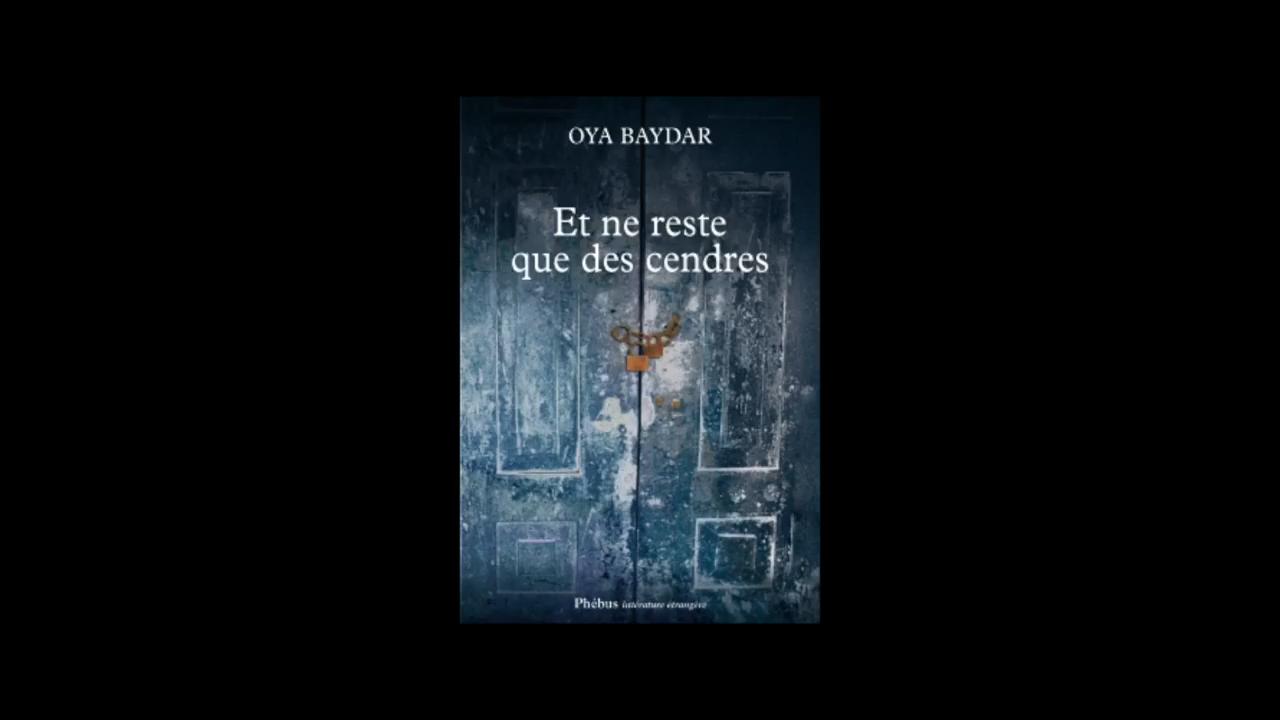 OYA BAYDAR
Et ne reste
que des cendres
Phébus littérature étrangère